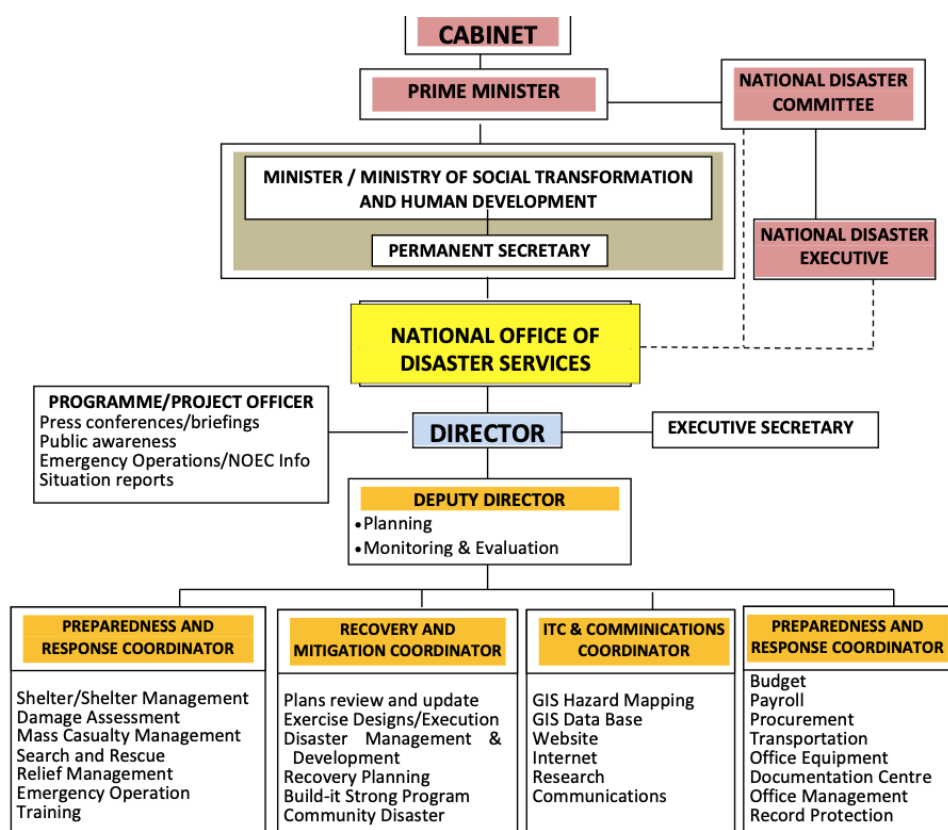 CABINET
PRIME MINISTER
NATIONAL DISASTER
COMMITTEE
MINISTER / MINISTRY OF SOCIAL TRANSFORMATION
AND HUMAN DEVELOPMENT
PERMANENT SECRETARY
NATIONAL DISASTER
EXECUTIVE
NATIONAL OFFICE OF
DISASTER SERVICES
PROGRAMME/PROJECT OFFICER
Press conferences/briefings
Public awareness
Emergency Operations/NOEC Info
Situation reports
DIRECTOR
EXECUTIVE SECRETARY
DEPUTY DIRECTOR
•Planning
•Monitoring & Evaluation
PREPAREDNESS AND
RESPONSE COORDINATOR
Shelter/Shelter Management
Damage Assessment
Mass Casualty Management
Search and Rescue
Relief Management
Emergency Operation
Training
RECOVERY AND
MITIGATION COORDINATOR
Plans review and update
Exercise Designs/Execution
Disaster Management &
Development
Recovery Planning
Build-it Strong Program
Community Disaster
ITC & COMMINICATIONS
COORDINATOR
GIS Hazard Mapping
GIS Data Base
Website
Internet
Research
Communications
PREPAREDNESS AND
RESPONSE COORDINATOR
Budget
Payroll
Procurement
Transportation
Office Equipment
Documentation Centre
Office Management
Record Protection